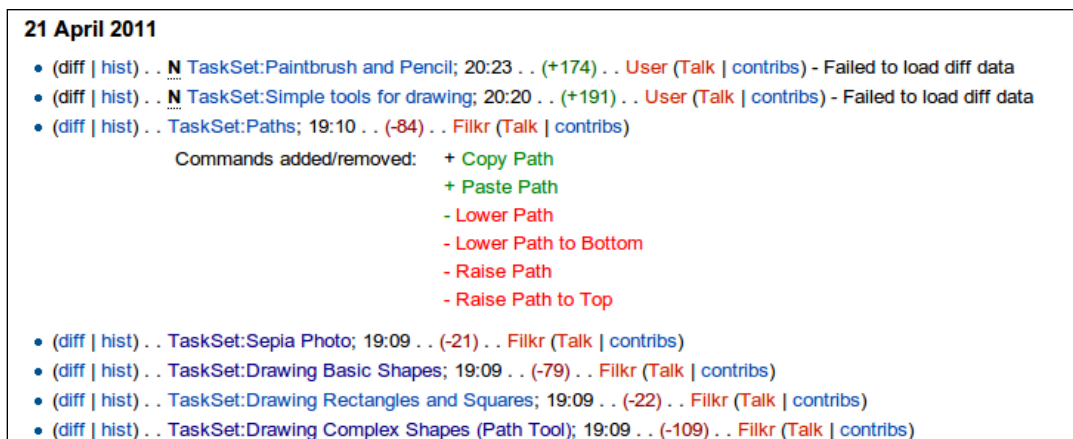 21 April 2011
• (diff | hist) . . N TaskSet:Paintbrush and Pencil; 20:23 . . (+174) . . User (Talk | contribs) - Failed to load diff data
• (diff | hist) . . N TaskSet:Simple tools for drawing; 20:20 . . (+191) . . User (Talk | contribs) - Failed to load diff data
• (diff | hist) . . TaskSet:Paths; 19:10 . . (-84) . . Filkr (Talk | contribs)
Commands added/removed: + Copy Path
+ Paste Path
- Lower Path
- Lower Path to Bottom
- Raise Path
- Raise Path to Top
• (diff | hist) . . TaskSet:Sepia Photo; 19:09 . . (-21) . . Filkr (Talk | contribs)
• (diff | hist) . . TaskSet:Drawing Basic Shapes; 19:09 . . (-79) . . Filkr (Talk | contribs)
• (diff | hist) . . TaskSet:Drawing Rectangles and Squares; 19:09 . . (-22) . . Filkr (Talk | contribs)
• (diff | hist) . . TaskSet:Drawing Complex Shapes (Path Tool); 19:09 . . (-109) . . Filkr (Talk | contribs)